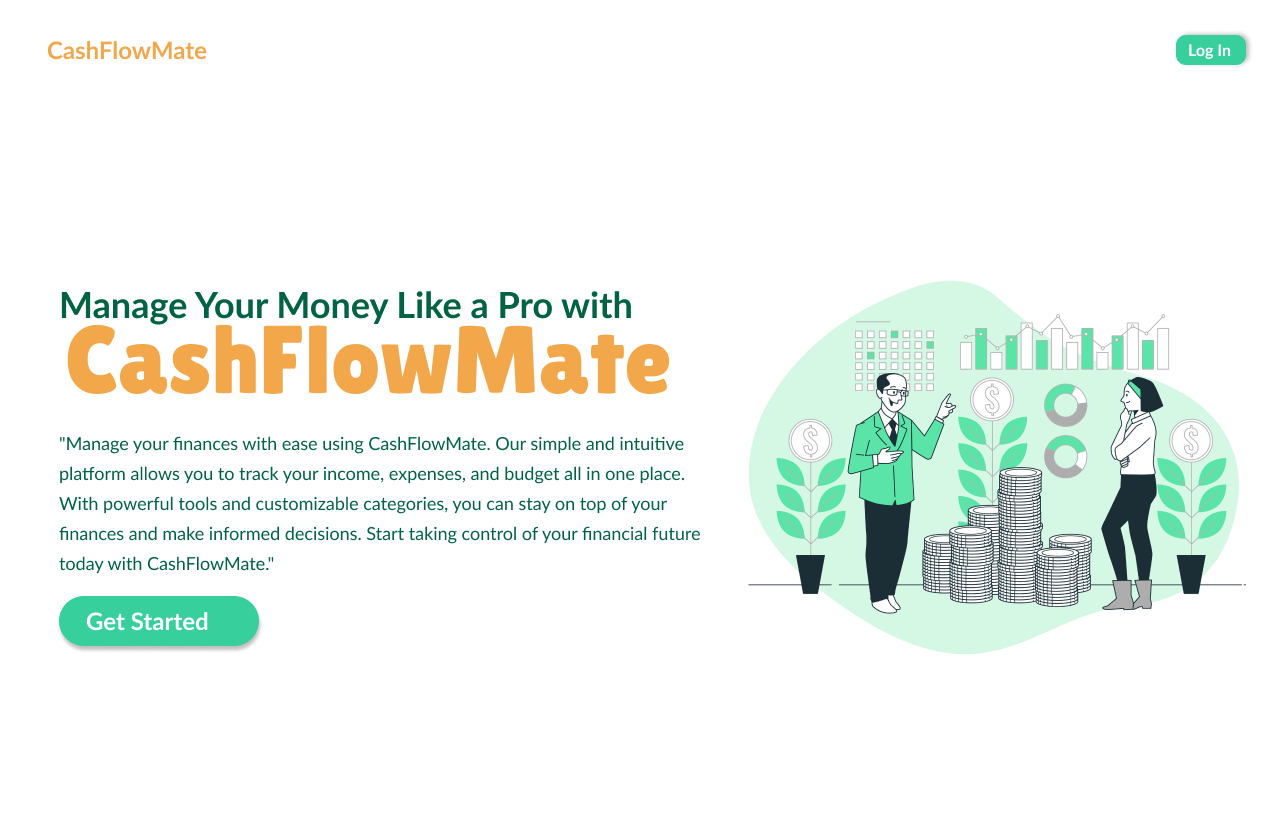 CashFlowMate
Log In
Manage Your Money Like a Pro with
CashFlowMate
"Manage your finances with ease using CashFlowMate. Our simple and intuitive
platform allows you to track your income, expenses, and budget all in one place.
With powerful tools and customizable categories, you can stay on top of your
finances and make informed decisions. Start taking control of your financial future
today with CashFlowMate."
Get Started
$
$
$